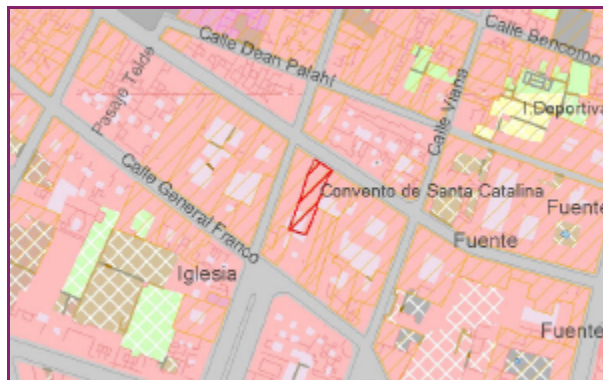 Calle Bencomo
Calle Dean Palahí
Pasaje Telde
Calle Viana
I.Deportiva
Convento de Santa Catalina
Calle General Franco
Fuente
Fuente
Iglesia
Fuente